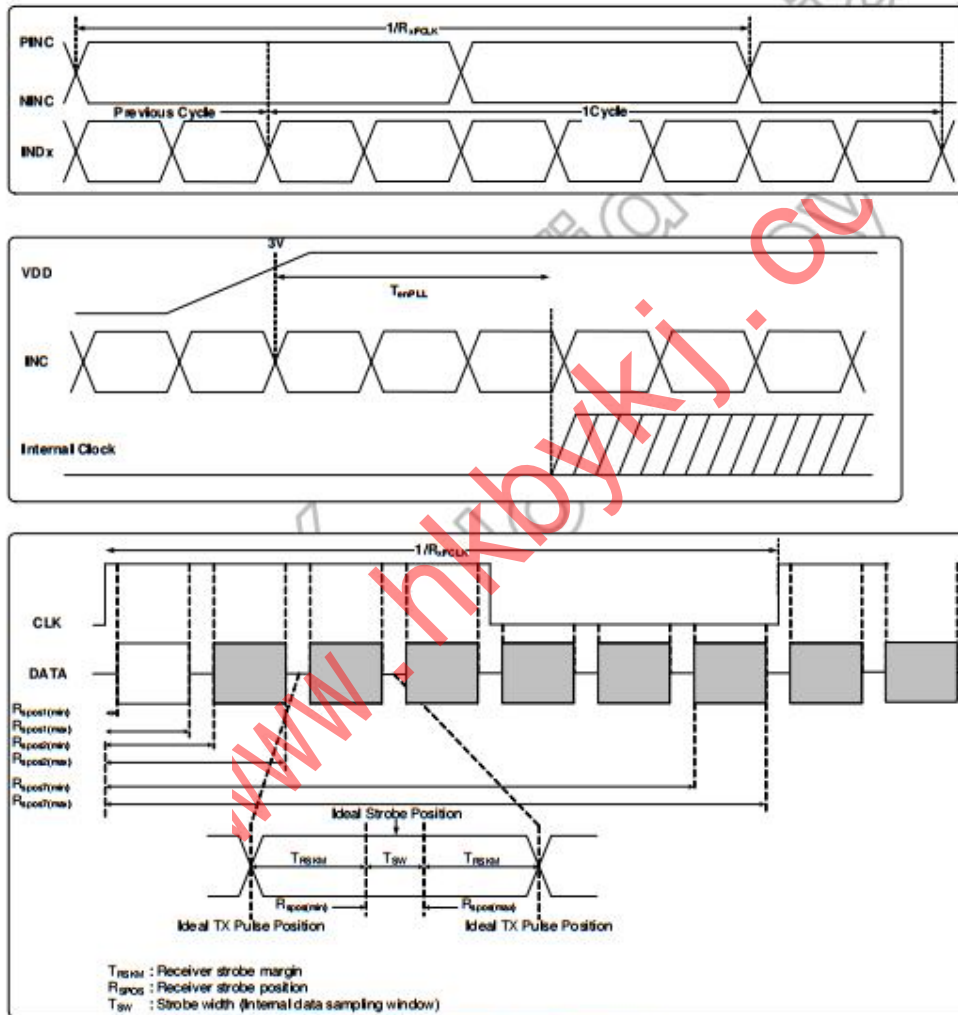 1/RxPCLK
PINC
NINC
Previous Cycle
1Cycle
INDx
3V
VDD
TenPLL
INC
Internal Clock
1/RxPCLK
CLK
DATA
Rspos1(min)
Rspos1(max)
Rspos2(min)
Rspos2(max)
Rspos7(min)
Rspos7(max)
Ideal Strobe Position
TRSKM TSW TRSKM
Rspos(min) Rspos(max)
Ideal TX Pulse Position Ideal TX Pulse Position
TRSKM : Receiver strobe margin
RSPOS : Receiver strobe position
TSW : Strobe width (Internal data sampling window)
www.hkbykj.co